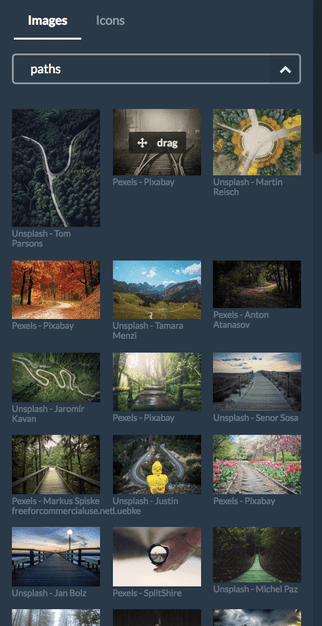 Images Icons
paths
drag
Unsplash - Tom
Parsons
Pexels - Pixabay
Unsplash - Martin
Reisch
Pexels - Pixabay
Unsplash - Tamara
Menzi
Pexels - Anton
Atanasov
Unsplash - Jaromír
Kavan
Pexels - Pixabay
Unsplash - Senor Sosa
Pexels - Markus Spiske
freeforcommercialuse.net
Unsplash - Justin
Luebke
Pexels - Pixabay
Unsplash - Jan Bolz
Pexels - SplitShire
Unsplash - Michel Paz